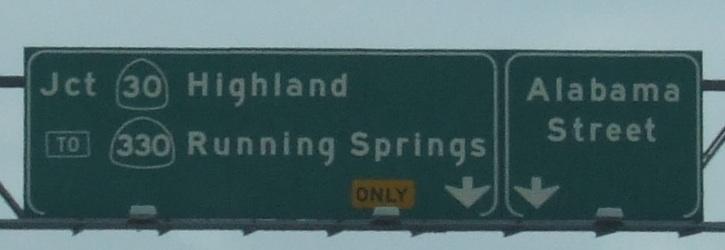 Jct 30 Highland
TO 330 Running Springs
ONLY
Alabama
Street